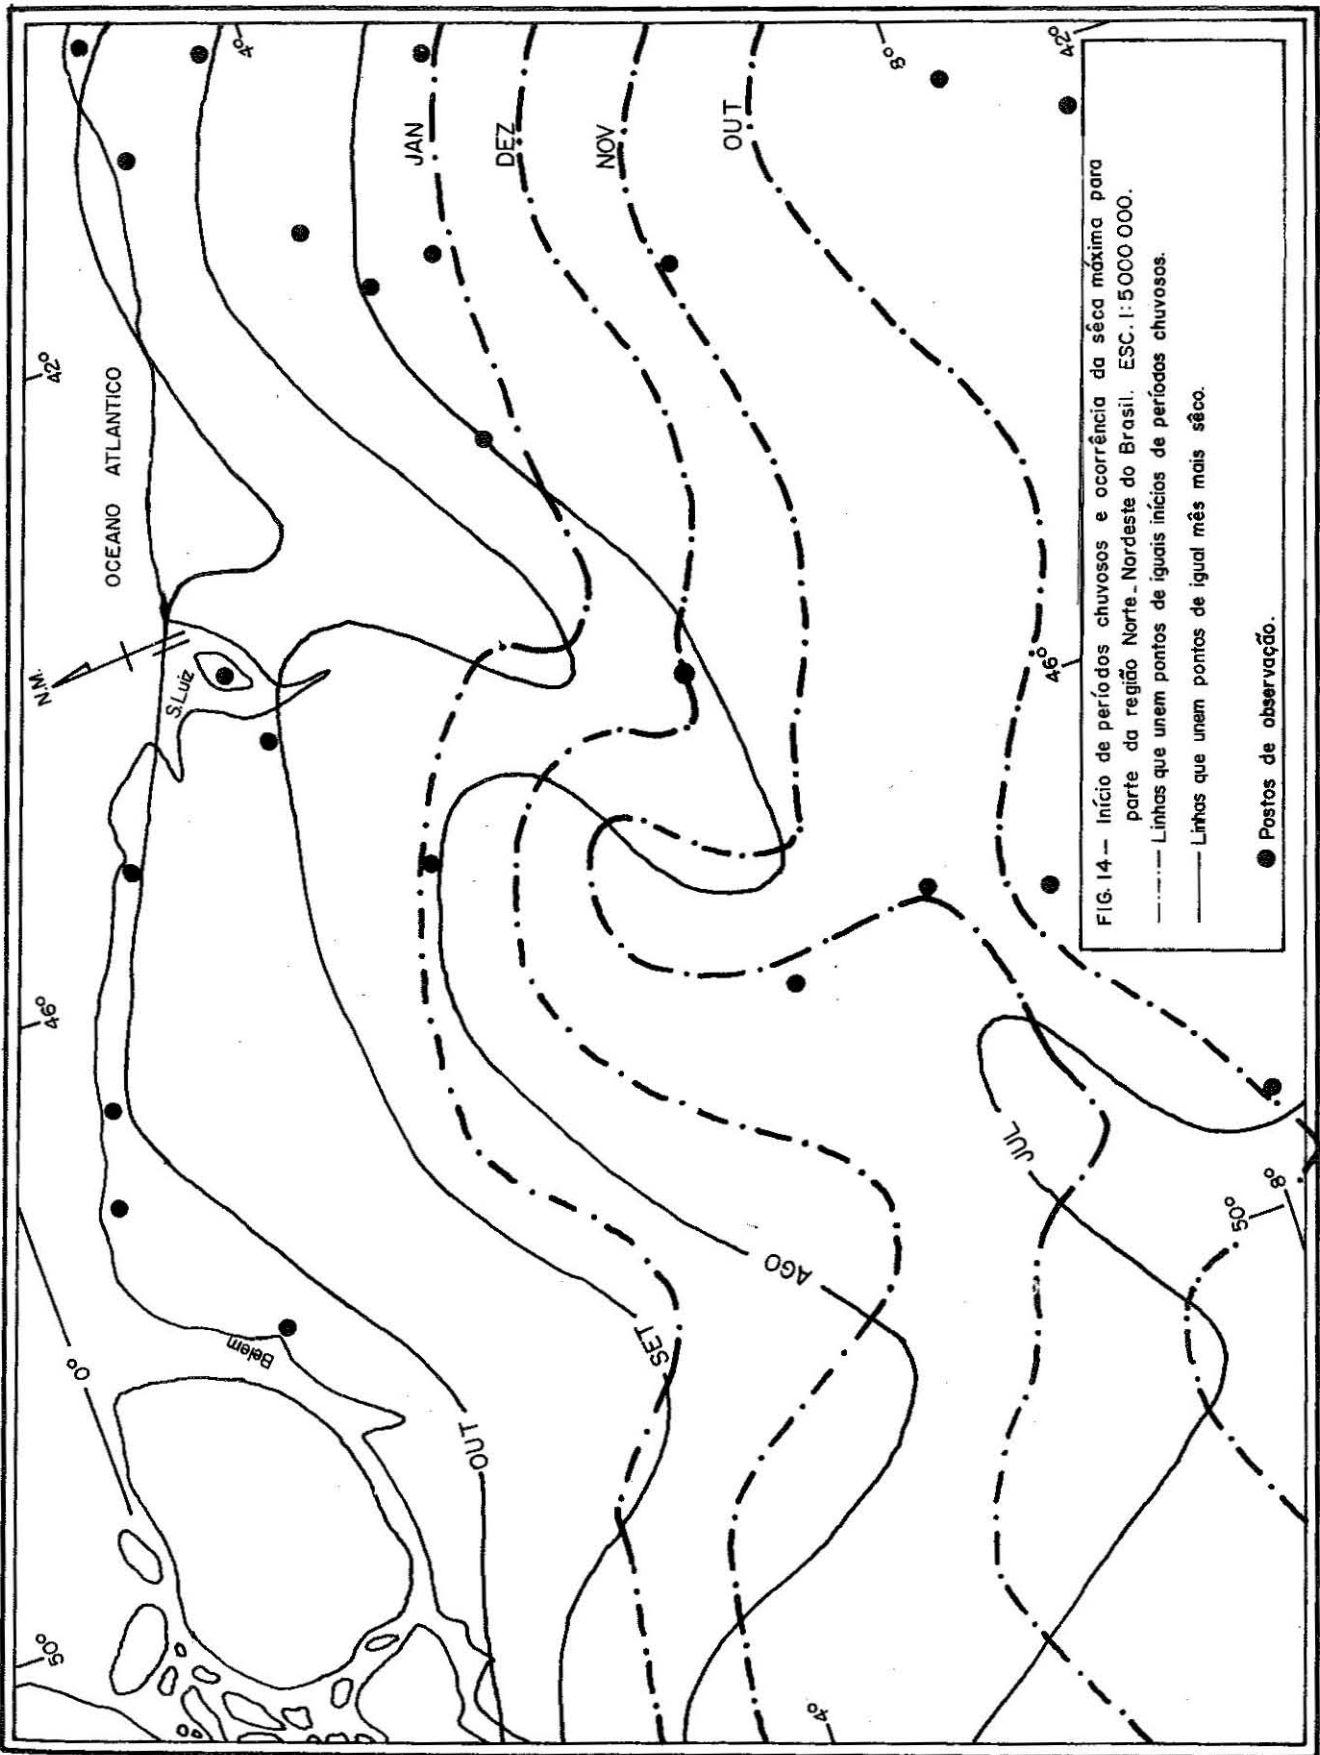 50°
46°
42°
N.M.
OCEANO ATLANTICO
0°
Belem
S.Luiz
4°
OUT
SET
AGO
JUL
JAN
DEZ
NOV
OUT
4°
50°
8°
46°
8°
42°
FIG.14— Início de períodos chuvosos e ocorrência da sêca máxima para
parte da região Norte_Nordeste do Brasil. ESC. 1:5000 000.
—·—·— Linhas que unem pontos de iguais inícios de períodos chuvosos.
——— Linhas que unem pontos de igual mês mais sêco.
● Postos de observação.